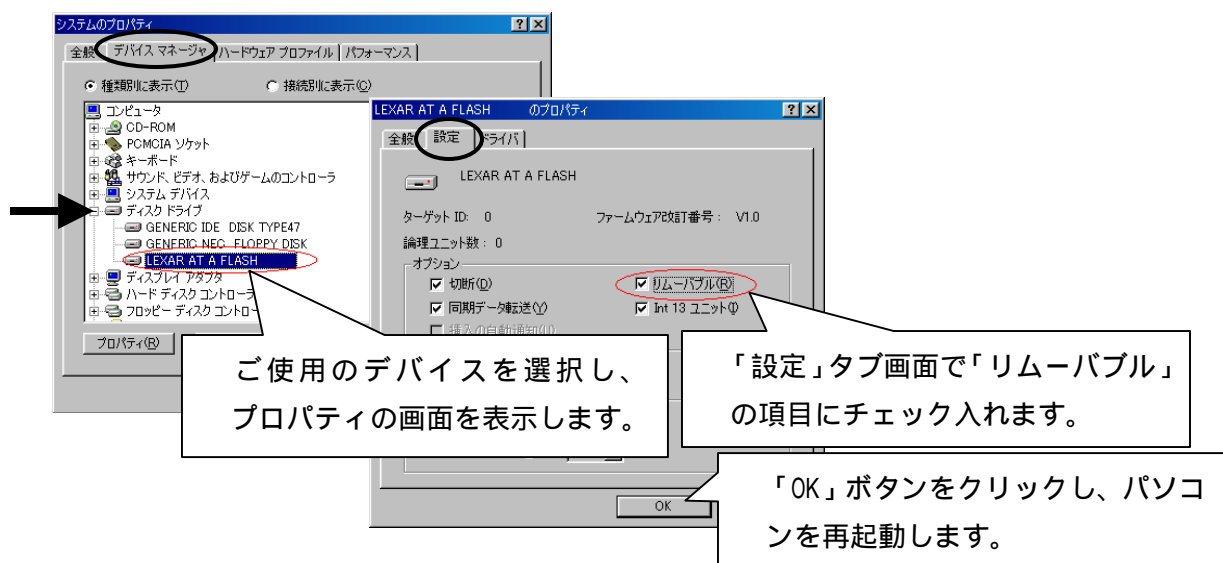 システムのプロパティ
全般 デバイス マネージャ ハードウェア プロファイル パフォーマンス
種類別に表示(T) 接続別に表示(C)
コンピュータ
CD-ROM
PCMCIA ソケット
キーボード
サウンド、ビデオ、およびゲームのコントローラ
システム デバイス
ディスク ドライブ
GENERIC IDE DISK TYPE47
GENERIC NEC FLOPPY DISK
LEXAR AT A FLASH
ディスプレイ アダプタ
ハード ディスク コントローラ
フロッピー ディスク コントロー
プロパティ(R)
LEXAR AT A FLASH のプロパティ
全般 設定 ドライバ
LEXAR AT A FLASH
ターゲット ID: 0 ファームウェア改訂番号: V1.0
論理ユニット数: 0
オプション
切断(D) リムーバブル(R)
同期データ転送(Y) Int 13 ユニット(I)
挿入の自動通知(U)
OK
ご使用のデバイスを選択し、
プロパティの画面を表示します。
「設定」タブ画面で「リムーバブル」
の項目にチェック入れます。
「OK」ボタンをクリックし、パソコ
ンを再起動します。